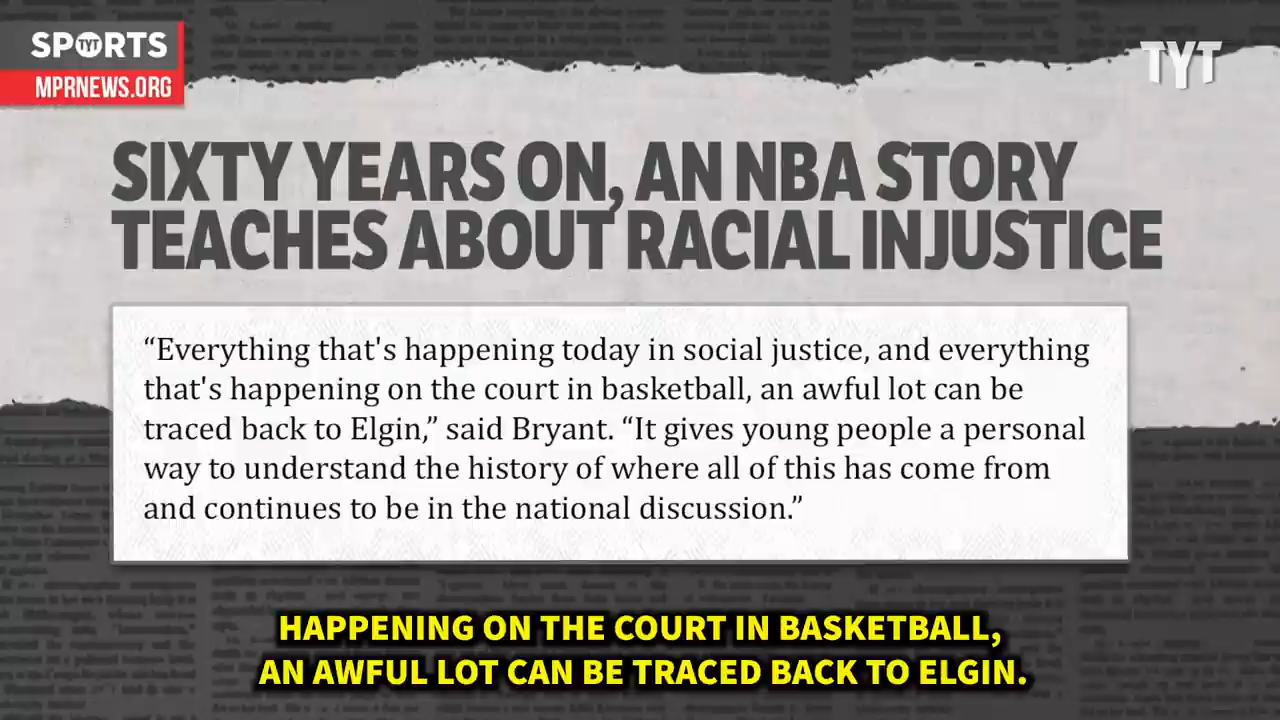 SPORTS
TYT
MPRNEWS.ORG
TYT
SIXTY YEARS ON, AN NBA STORY
TEACHES ABOUT RACIAL INJUSTICE
“Everything that's happening today in social justice, and everything
that's happening on the court in basketball, an awful lot can be
traced back to Elgin,” said Bryant. “It gives young people a personal
way to understand the history of where all of this has come from
and continues to be in the national discussion.”
HAPPENING ON THE COURT IN BASKETBALL,
AN AWFUL LOT CAN BE TRACED BACK TO ELGIN.